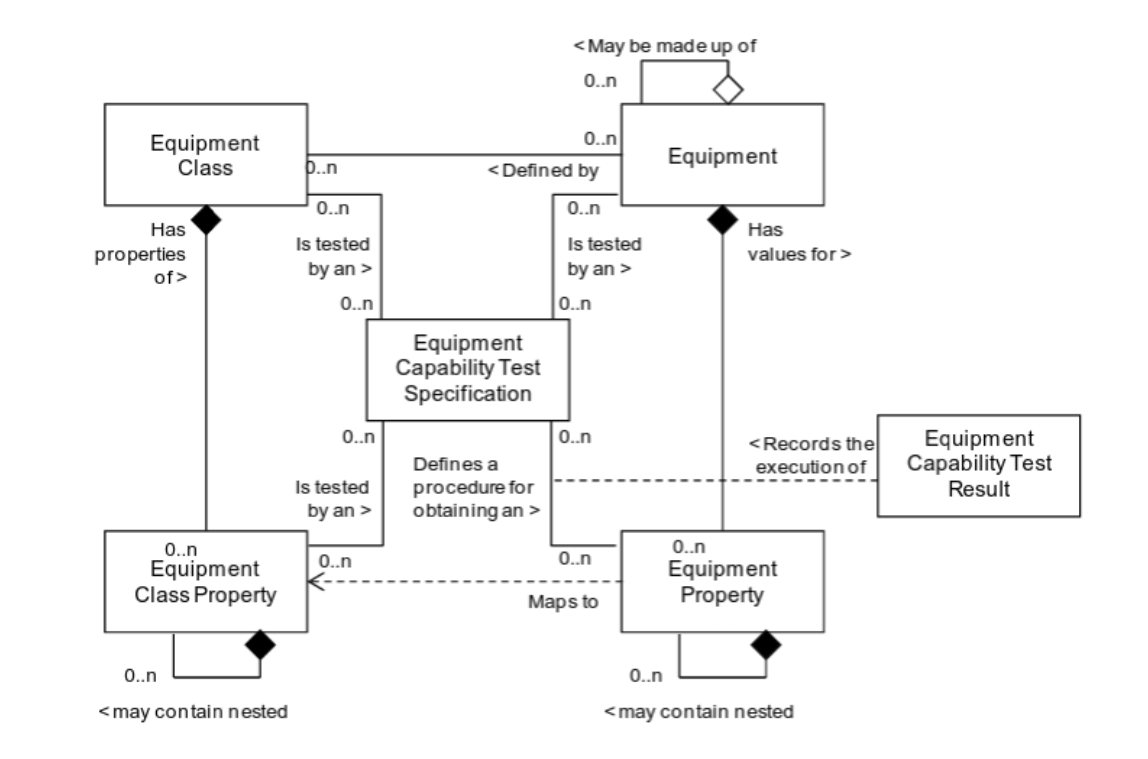 <May be made up of
0..n
Equipment
Class
0..n
Equipment
0..n
<Defined by
0..n
0..n
Has
properties
of>
Is tested
by an >
Is tested
by an >
Has
values for>
0..n
0..n
Equipment
Capability Test
Specification
0..n
0..n
<Records the
execution of
Equipment
Capability Test
Result
Is tested
by an >
Defines a
procedure for
obtaining an >
0..n
Equipment
Class Property
0..n
0..n
0..n
Equipment
Property
Maps to
0..n
0..n
<may contain nested
<may contain nested